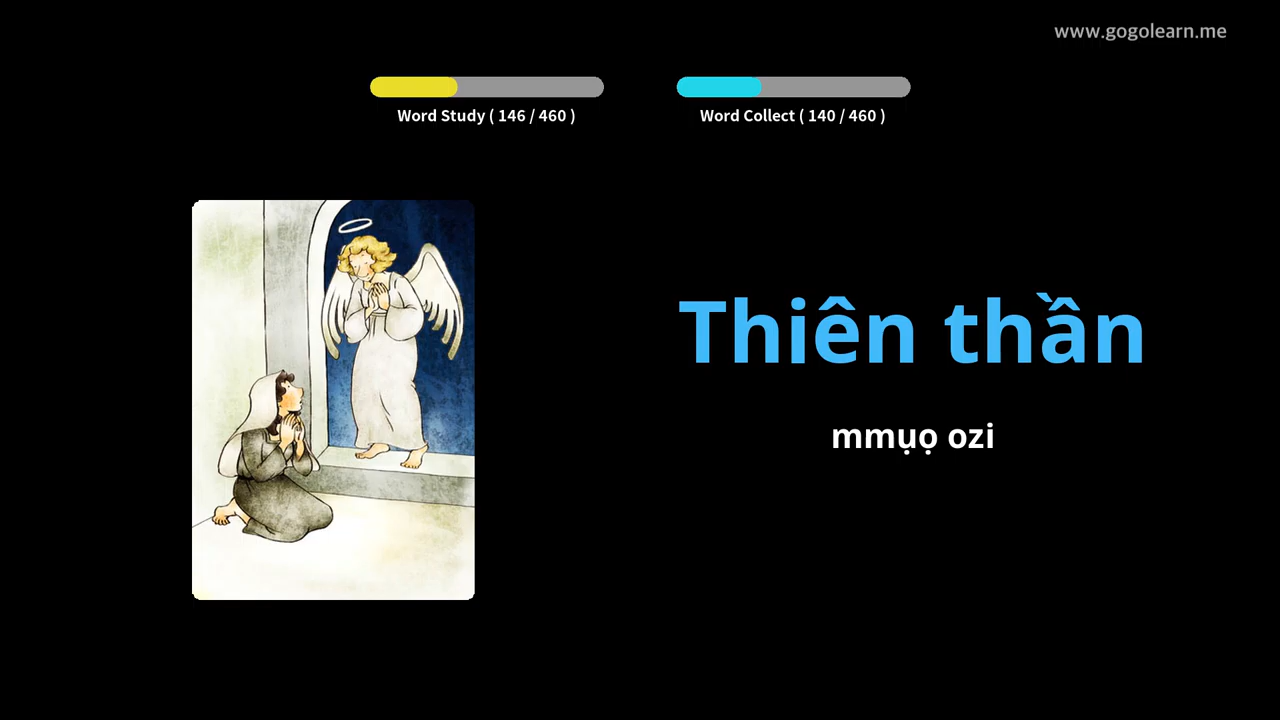 www.gogolearn.me
Word Study ( 146 / 460 )
Word Collect ( 140 / 460 )
Thiên thần
mmụọ ozi